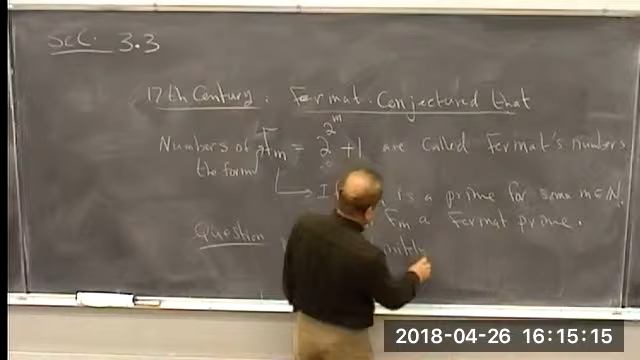 Sec. 3.3
17th Century: Fermat Conjectured that
Numbers of the form Fm = 2^2^m + 1 are called Fermat's numbers
I is a prime for some m∈N,
Fm a Fermat prime.
Question
2018-04-26 16:15:15